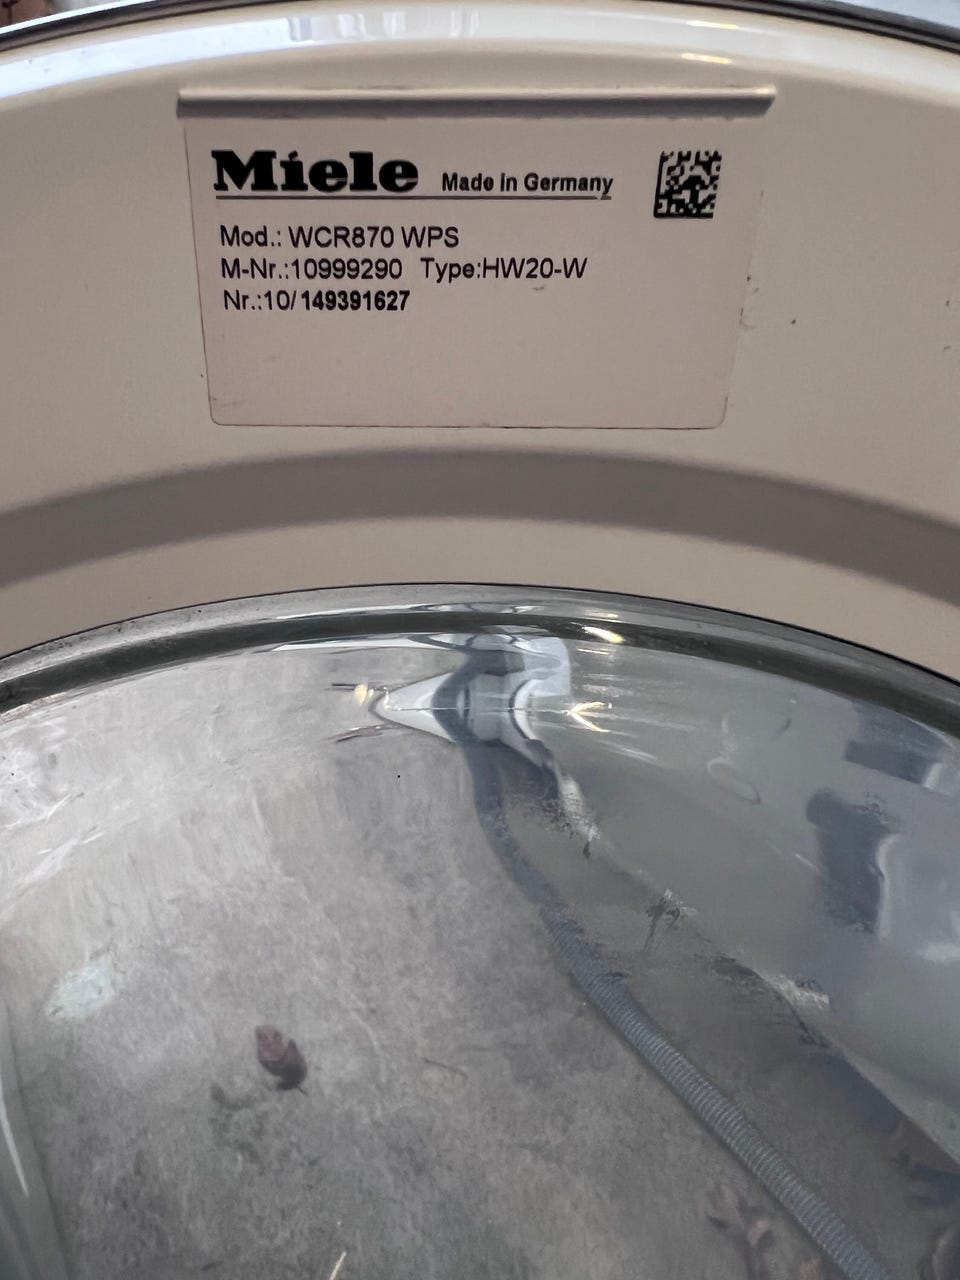 Miele Made in Germany
Mod.: WCR870 WPS
M-Nr.:10999290 Type:HW20-W
Nr.:10/149391627